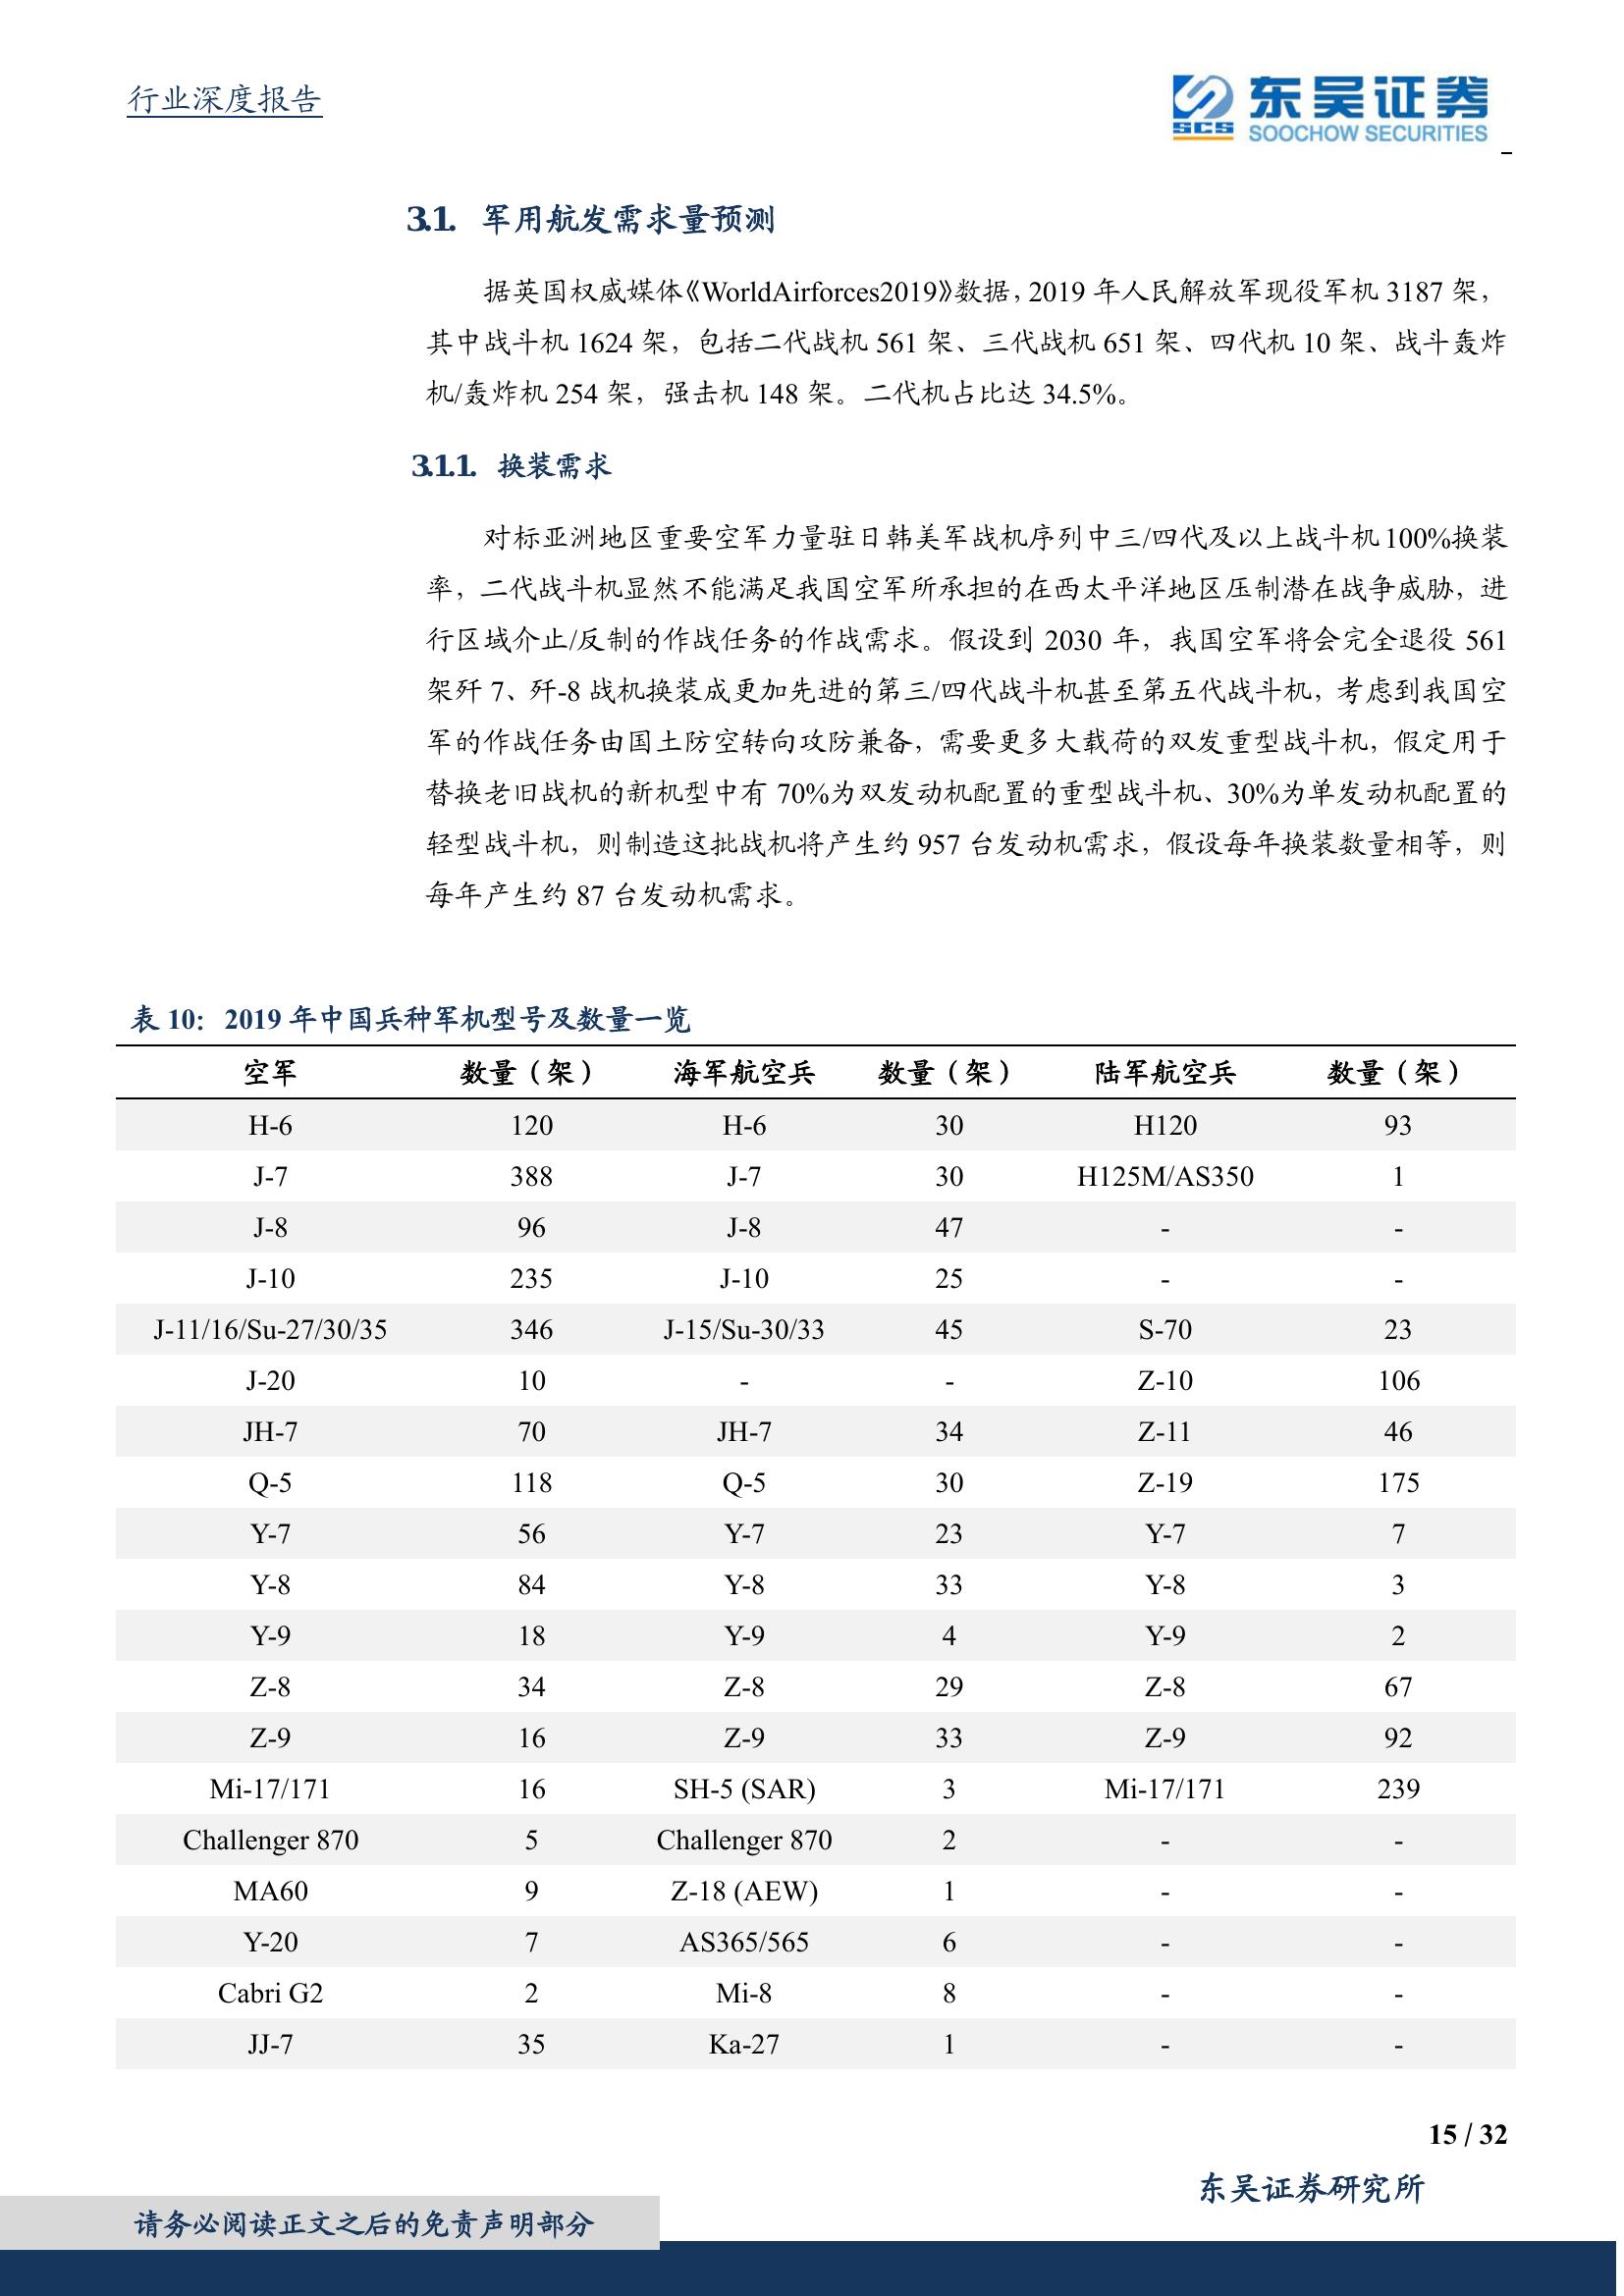 行业深度报告
SCS
东吴证券
SOOCHOW SECURITIES
3.1. 军用航发需求量预测
据英国权威媒体《WorldAirforces2019》数据，2019 年人民解放军现役军机 3187 架，
其中战斗机 1624 架，包括二代战机 561 架、三代战机 651 架、四代机 10 架、战斗轰炸
机/轰炸机 254 架，强击机 148 架。二代机占比达 34.5%。
3.1.1. 换装需求
对标亚洲地区重要空军力量驻日韩美军战机序列中三/四代及以上战斗机 100%换装
率，二代战斗机显然不能满足我国空军所承担的在西太平洋地区压制潜在战争威胁，进
行区域介止/反制的作战任务的作战需求。假设到 2030 年，我国空军将会完全退役 561
架歼 7、歼-8 战机换装成更加先进的第三/四代战斗机甚至第五代战斗机，考虑到我国空
军的作战任务由国土防空转向攻防兼备，需要更多大载荷的双发重型战斗机，假定用于
替换老旧战机的新机型中有 70%为双发动机配置的重型战斗机、30%为单发动机配置的
轻型战斗机，则制造这批战机将产生约 957 台发动机需求，假设每年换装数量相等，则
每年产生约 87 台发动机需求。
表 10：2019 年中国兵种军机型号及数量一览
空军 数量（架） 海军航空兵 数量（架） 陆军航空兵 数量（架）
H-6 120 H-6 30 H120 93
J-7 388 J-7 30 H125M/AS350 1
J-8 96 J-8 47 - -
J-10 235 J-10 25 - -
J-11/16/Su-27/30/35 346 J-15/Su-30/33 45 S-70 23
J-20 10 - - Z-10 106
JH-7 70 JH-7 34 Z-11 46
Q-5 118 Q-5 30 Z-19 175
Y-7 56 Y-7 23 Y-7 7
Y-8 84 Y-8 33 Y-8 3
Y-9 18 Y-9 4 Y-9 2
Z-8 34 Z-8 29 Z-8 67
Z-9 16 Z-9 33 Z-9 92
Mi-17/171 16 SH-5 (SAR) 3 Mi-17/171 239
Challenger 870 5 Challenger 870 2 - -
MA60 9 Z-18 (AEW) 1 - -
Y-20 7 AS365/565 6 - -
Cabri G2 2 Mi-8 8 - -
JJ-7 35 Ka-27 1 - -
15 / 32
东吴证券研究所
请务必阅读正文之后的免责声明部分